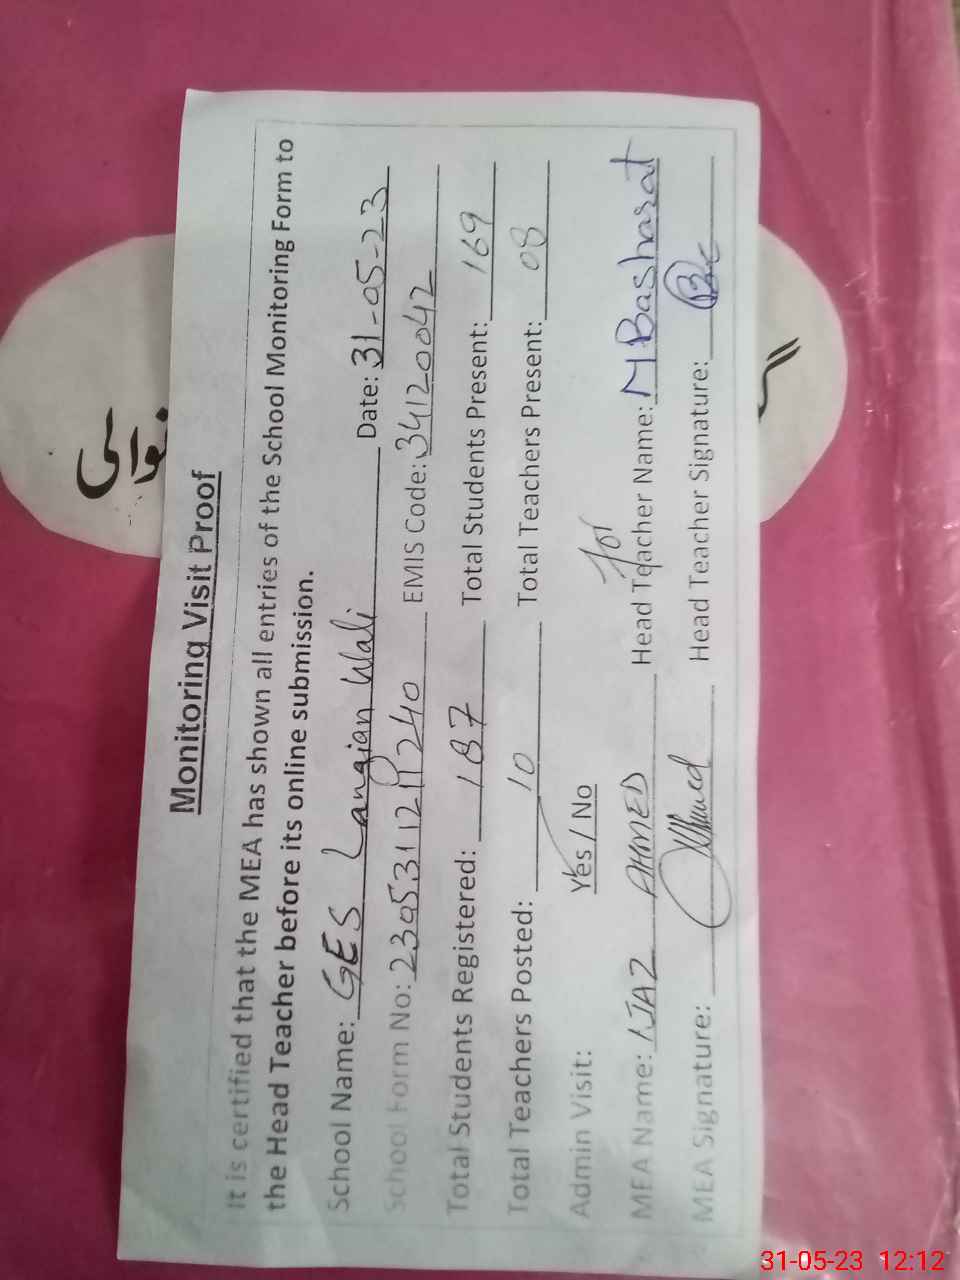 Monitoring Visit Proof
It is certified that the MEA has shown all entries of the School Monitoring Form to
the Head Teacher before its online submission.
School Name: GES Langian Wali Date: 31-05-23
School Form No: 2305311211240 EMIS Code: 34120042
Total Students Registered: 187 Total Students Present: 169
Total Teachers Posted: 10 Total Teachers Present: 08
Admin Visit: Yes / No
for
MEA Name: IJAZ AHMED Head Teacher Name: M Basharat
MEA Signature: Ahmed Head Teacher Signature:
31-05-23 12:12